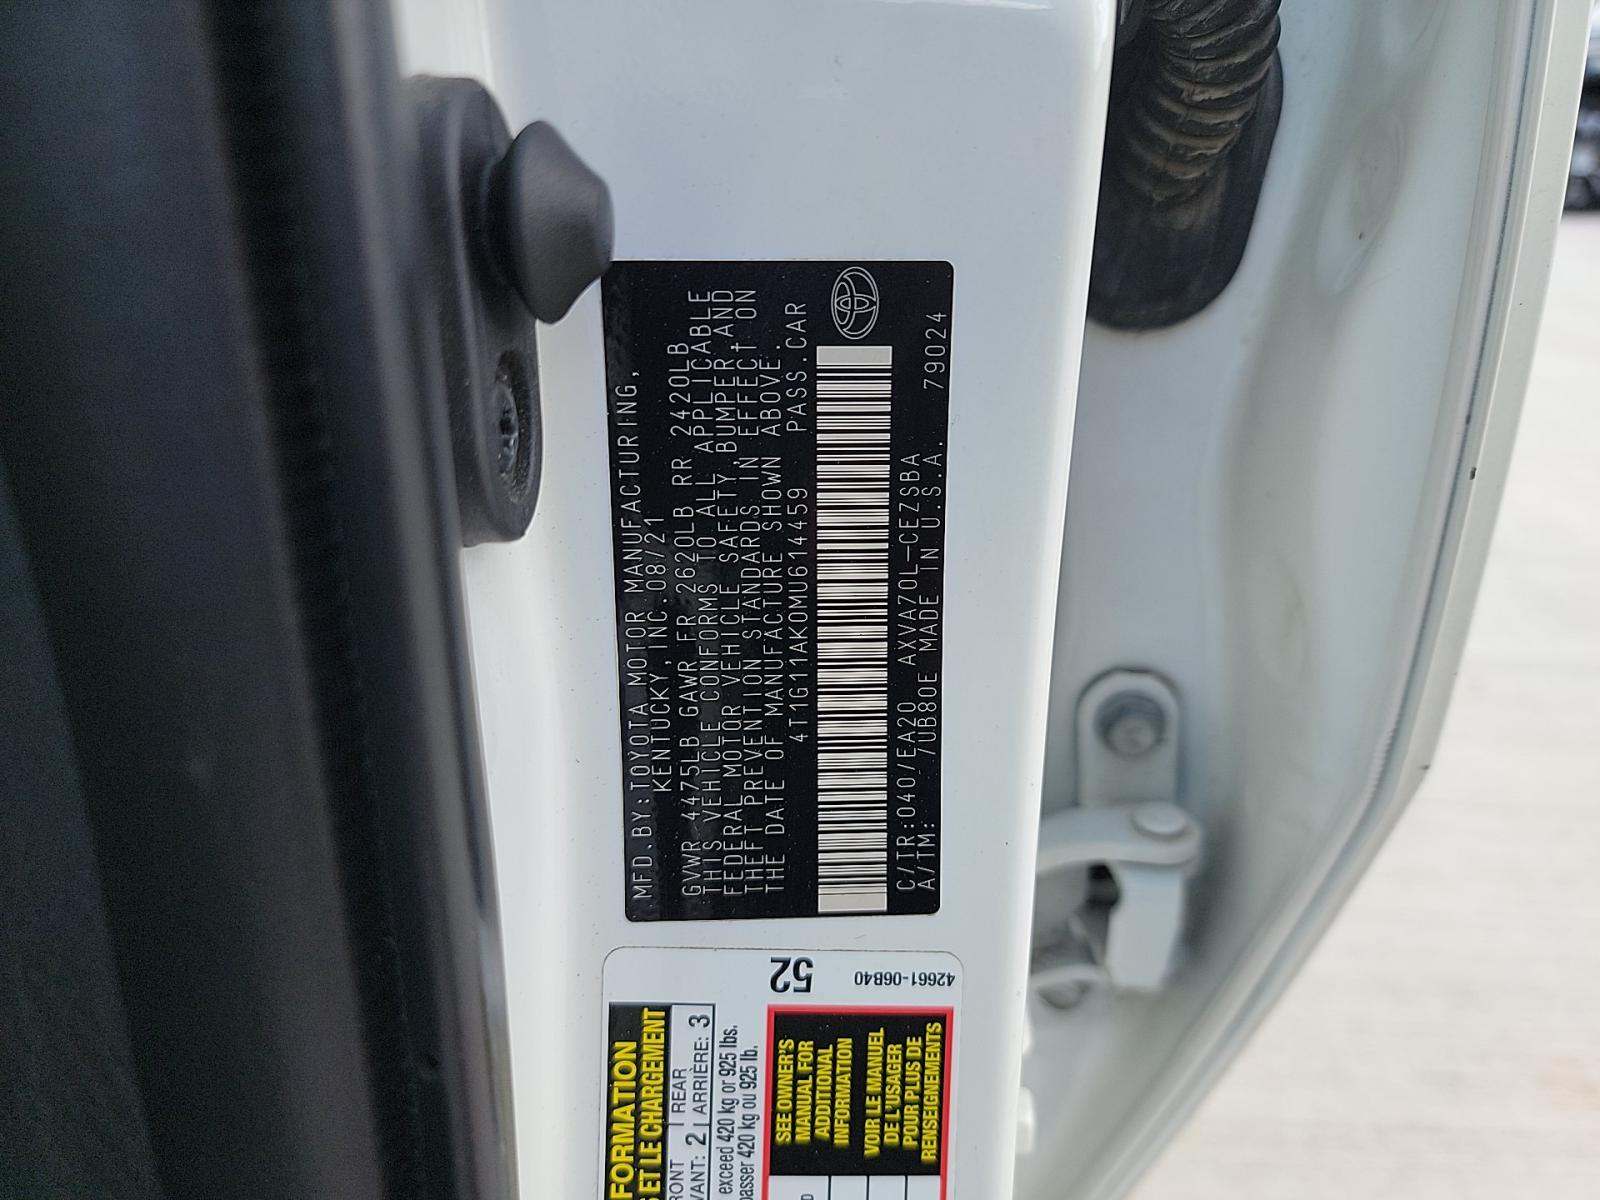 MFD.BY:TOYOTA MOTOR MANUFACTURING,
KENTUCKY,INC.08/21
GVWR 4475LB GAWR FR 2620LB RR 2420LB
THIS VEHICLE CONFORMS TO ALL APPLICABLE
FEDERAL MOTOR VEHICLE SAFETY,BUMPER,AND
THEFT PREVENTION STANDARDS IN EFFECT ON
THE DATE OF MANUFACTURE SHOWN ABOVE.
4T1G11AK0MU614459 PASS.CAR
C/TR:040/EA20 AXVA70L-CEZSBA
A/TM: /UB80E MADE IN U.S.A. 79024
52
42661-06B40
FORMATION
ET LE CHARGEMENT
REAR
2 ARRIÈRE: 3
exceed 420 kg or 925 lbs.
420 kg ou 925 lb.
SEE OWNER'S
MANUAL FOR
ADDITIONAL
INFORMATION
VOIR LE MANUEL
DE L'USAGER
POUR PLUS DE
RENSEIGNEMENTS